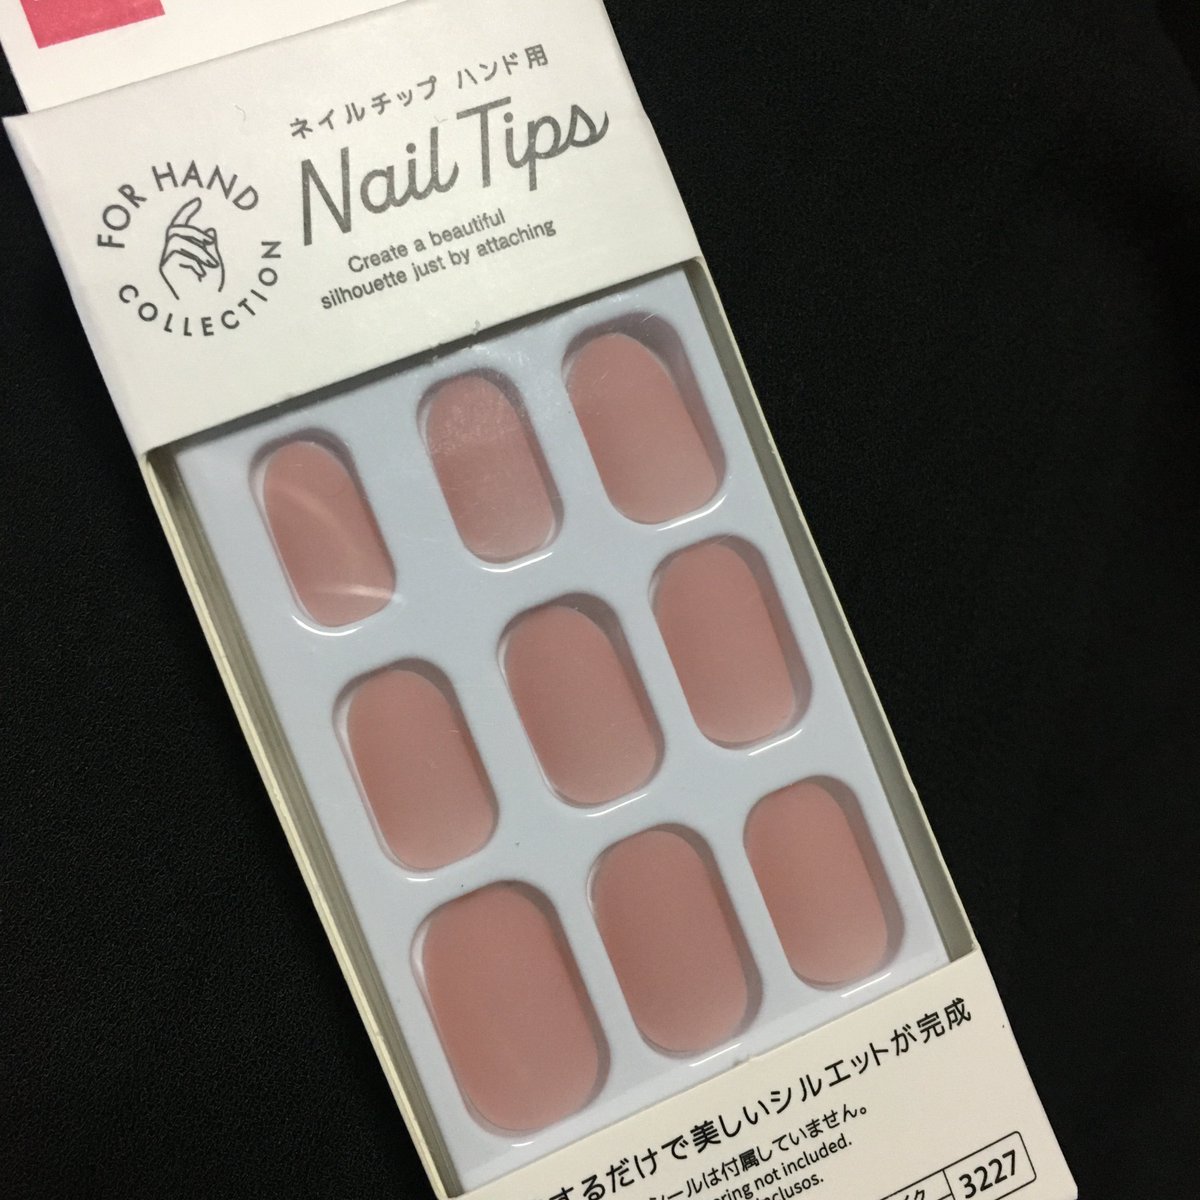 ネイルチップ ハンド用
Nail Tips
Create a beautiful
silhouette just by attaching
FOR HAND
COLLECTION
するだけで美しいシルエットが完成
シールは付属していません。
not included.
3227